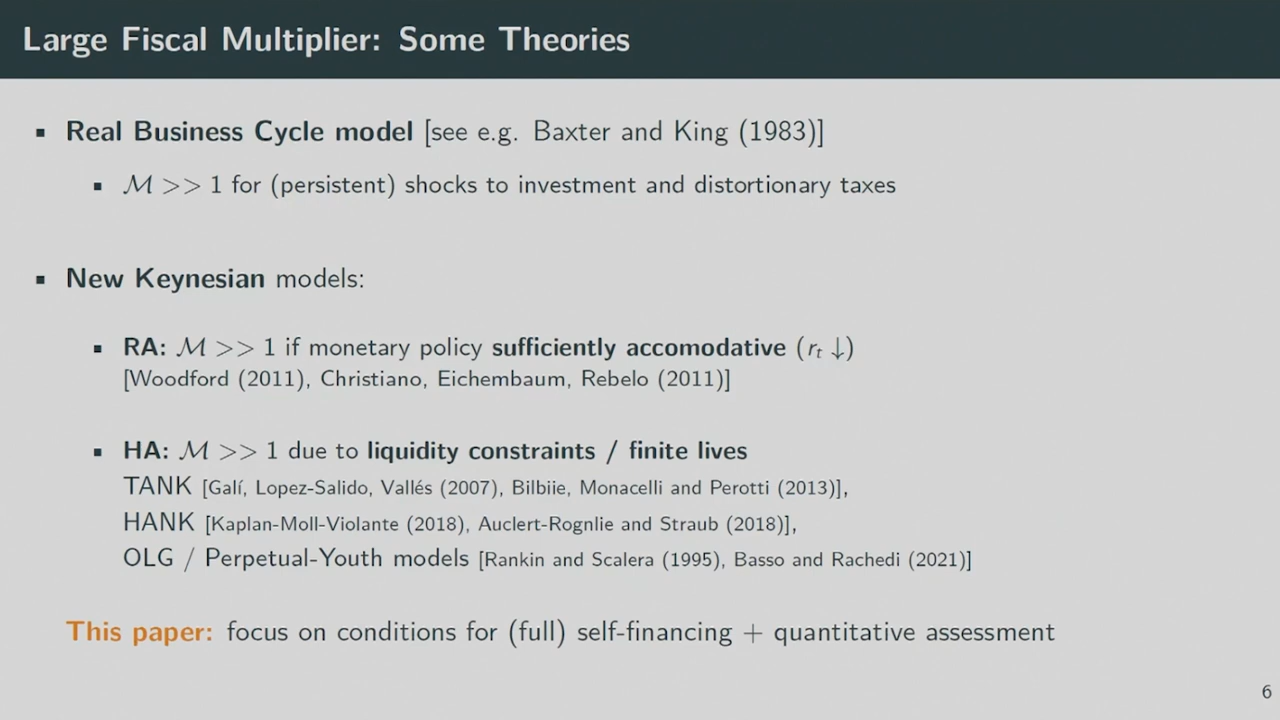 Large Fiscal Multiplier: Some Theories
▪ Real Business Cycle model [see e.g. Baxter and King (1983)]
▪ ℳ >> 1 for (persistent) shocks to investment and distortionary taxes
▪ New Keynesian models:
▪ RA: ℳ >> 1 if monetary policy sufficiently accomodative (rₜ ↓)
[Woodford (2011), Christiano, Eichembaum, Rebelo (2011)]
▪ HA: ℳ >> 1 due to liquidity constraints / finite lives
TANK [Galí, Lopez-Salido, Vallés (2007), Bilbiie, Monacelli and Perotti (2013)],
HANK [Kaplan-Moll-Violante (2018), Auclert-Rognlie and Straub (2018)],
OLG / Perpetual-Youth models [Rankin and Scalera (1995), Basso and Rachedi (2021)]
This paper: focus on conditions for (full) self-financing + quantitative assessment
6